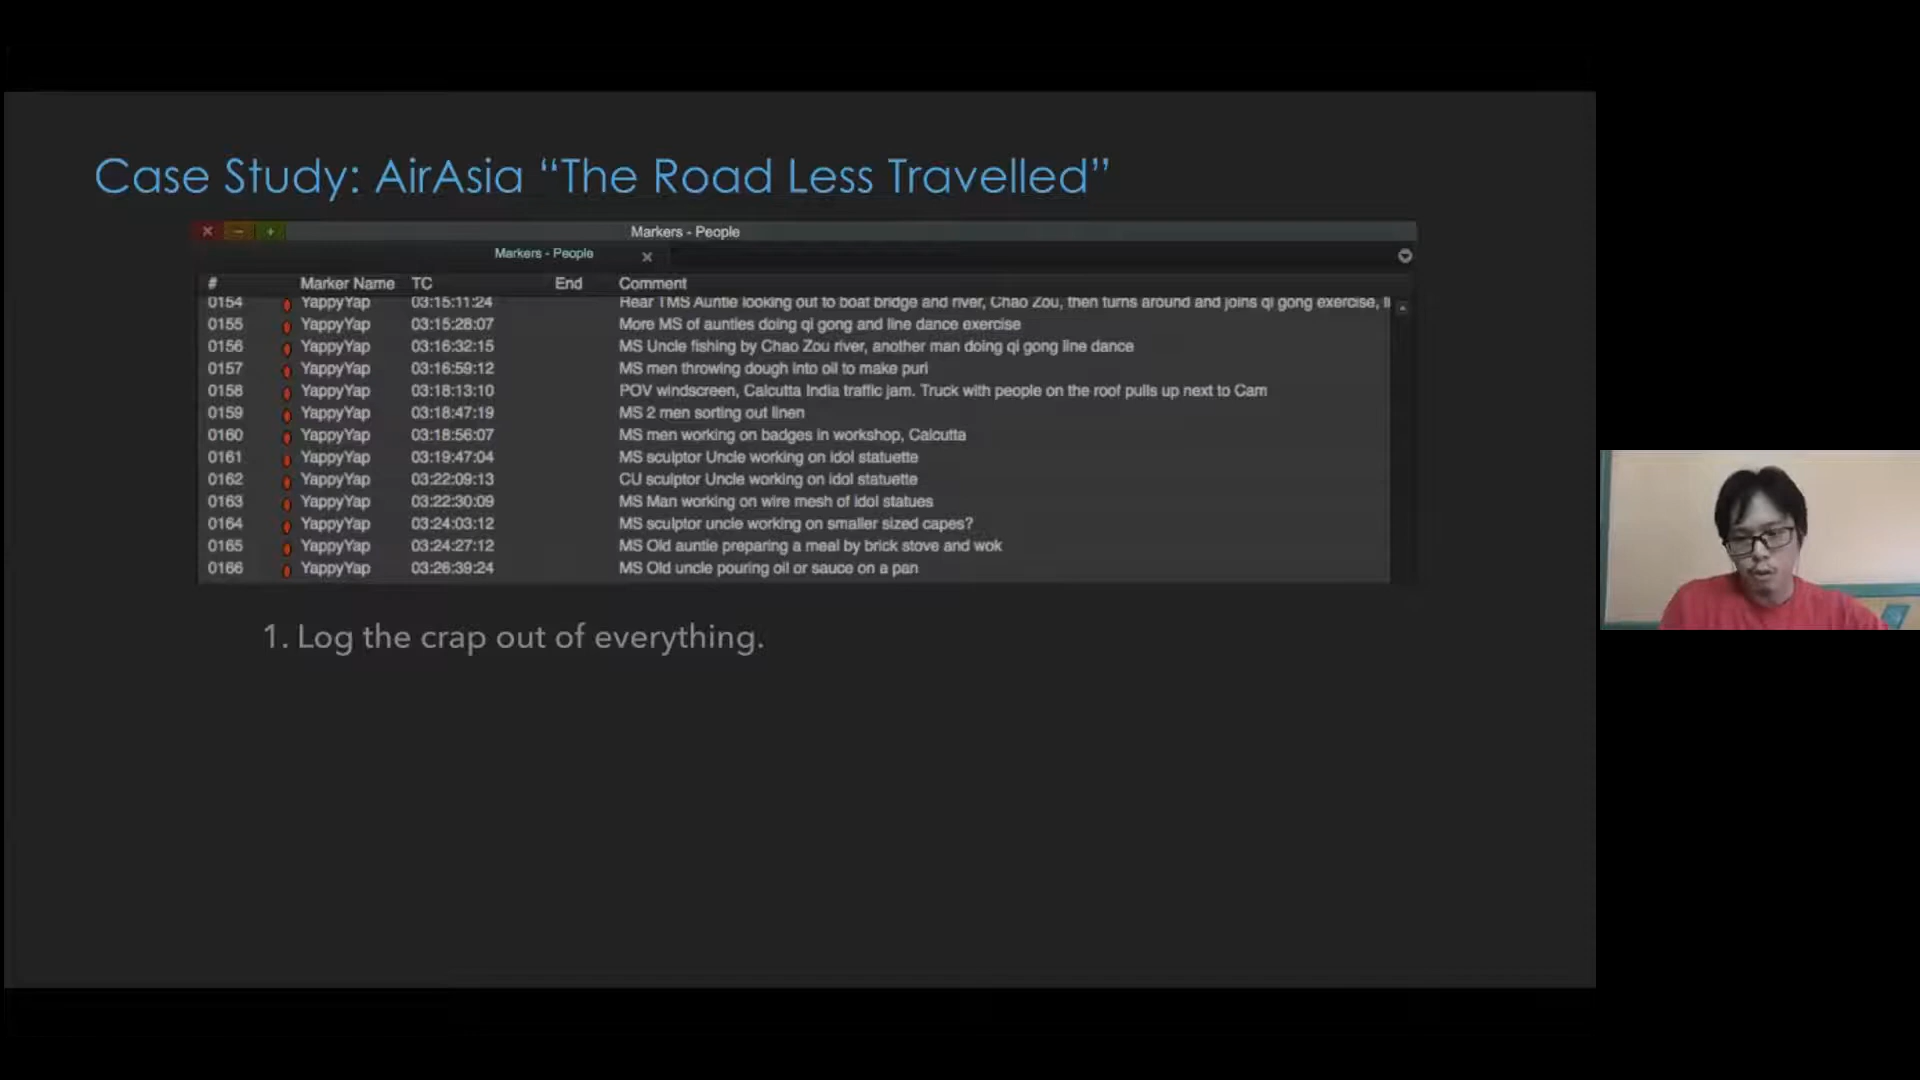 Case Study: AirAsia “The Road Less Travelled”
Markers - People
Markers - People
# Marker Name TC End Comment
0154 YappyYap 03:15:11:24 Rear TMS Auntie looking out to boat bridge and river, Chao Zou, then turns around and joins qi gong exercise, li
0155 YappyYap 03:15:28:07 More MS of aunties doing qi gong and line dance exercise
0156 YappyYap 03:16:32:15 MS Uncle fishing by Chao Zou river, another man doing qi gong line dance
0157 YappyYap 03:16:59:12 MS men throwing dough into oil to make puri
0158 YappyYap 03:18:13:10 POV windscreen, Calcutta India traffic jam. Truck with people on the roof pulls up next to Cam
0159 YappyYap 03:18:47:19 MS 2 men sorting out linen
0160 YappyYap 03:18:56:07 MS men working on badges in workshop, Calcutta
0161 YappyYap 03:19:47:04 MS sculptor Uncle working on idol statuette
0162 YappyYap 03:22:09:13 CU sculptor Uncle working on idol statuette
0163 YappyYap 03:22:30:09 MS Man working on wire mesh of idol statues
0164 YappyYap 03:24:03:12 MS sculptor uncle working on smaller sized capes?
0165 YappyYap 03:24:27:12 MS Old auntie preparing a meal by brick stove and wok
0166 YappyYap 03:26:39:24 MS Old uncle pouring oil or sauce on a pan
1. Log the crap out of everything.